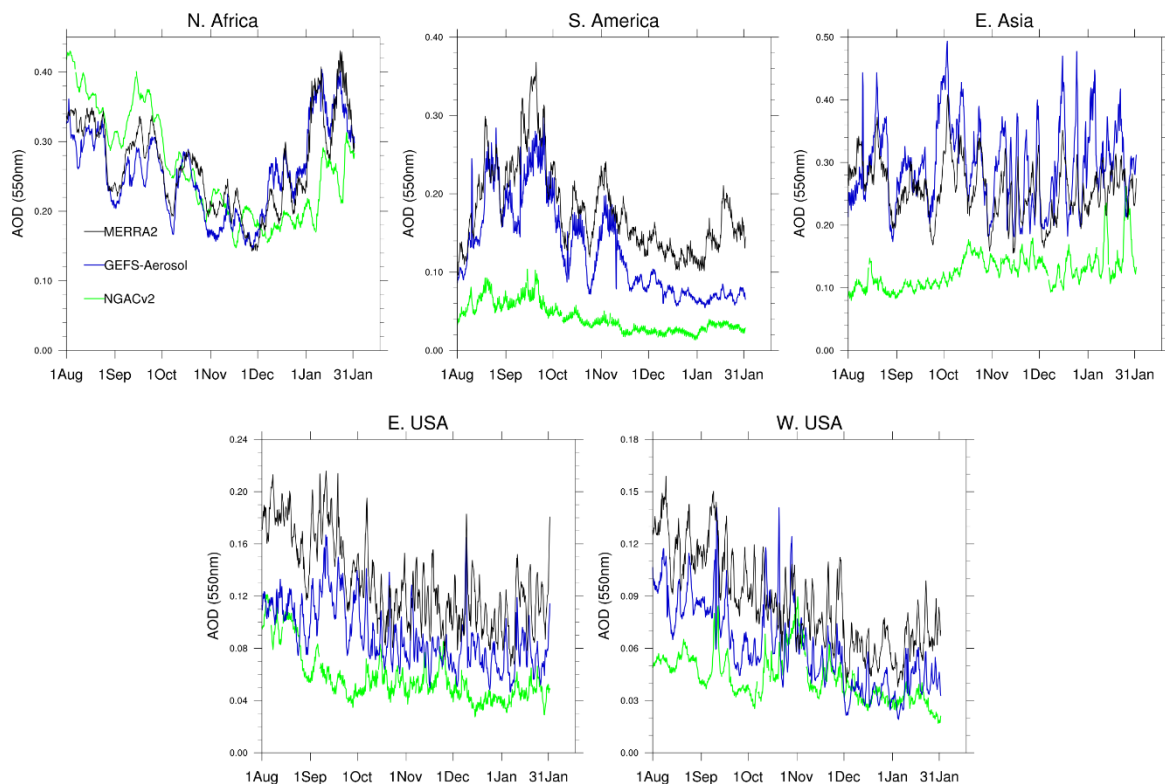 N. Africa
AOD (550nm)
0.40
0.30
0.20
0.10
0.00
MERRA2
GEFS-Aerosol
NGACv2
1Aug 1Sep 1Oct 1Nov 1Dec 1Jan 31Jan
S. America
AOD (550nm)
0.40
0.30
0.20
0.10
0.00
1Aug 1Sep 1Oct 1Nov 1Dec 1Jan 31Jan
E. Asia
AOD (550nm)
0.50
0.40
0.30
0.20
0.10
0.00
1Aug 1Sep 1Oct 1Nov 1Dec 1Jan 31Jan
E. USA
AOD (550nm)
0.24
0.20
0.16
0.12
0.08
0.04
0.00
1Aug 1Sep 1Oct 1Nov 1Dec 1Jan 31Jan
W. USA
AOD (550nm)
0.18
0.15
0.12
0.09
0.06
0.03
0.00
1Aug 1Sep 1Oct 1Nov 1Dec 1Jan 31Jan